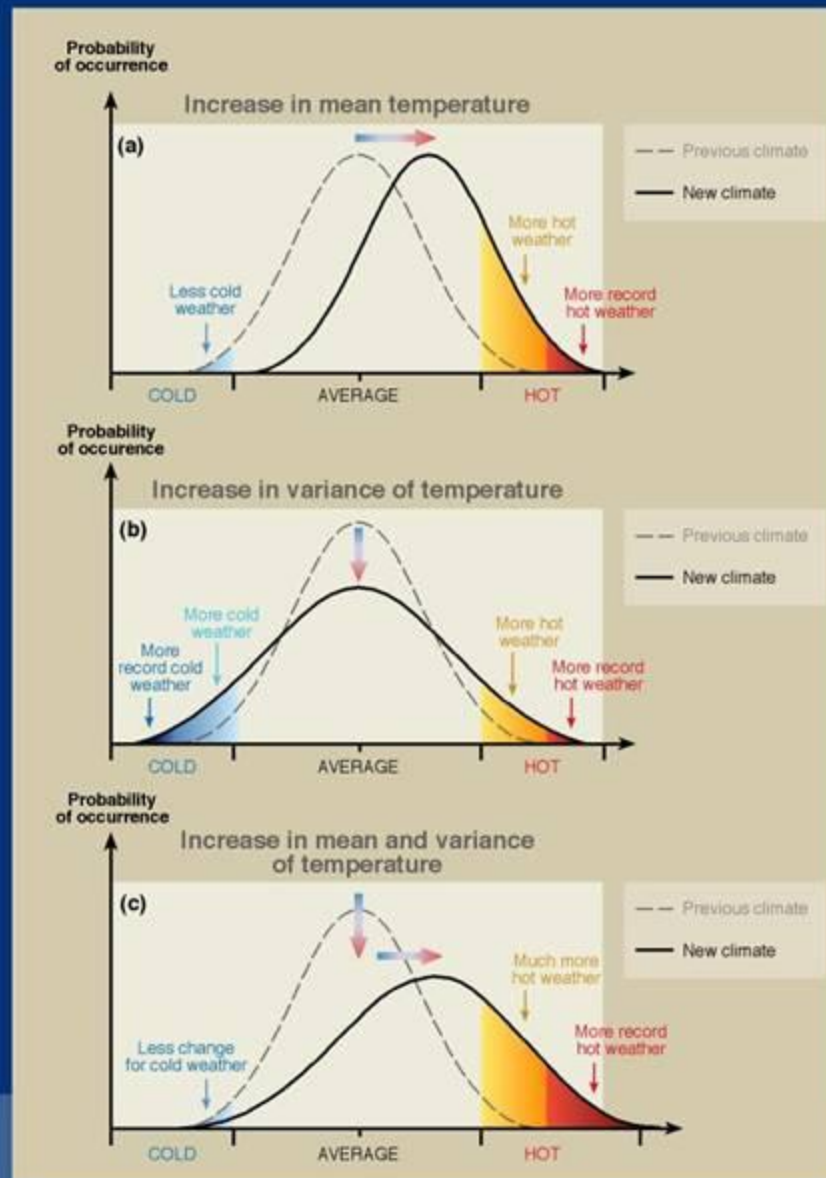 Probability
of occurrence
Increase in mean temperature
(a)
Previous climate
New climate
More hot
weather
Less cold
weather
More record
hot weather
COLD
AVERAGE
HOT
Probability
of occurence
Increase in variance of temperature
(b)
Previous climate
New climate
More cold
weather
More hot
weather
More
record cold
weather
More record
hot weather
COLD
AVERAGE
HOT
Probability
of occurrence
Increase in mean and variance
of temperature
(c)
Previous climate
New climate
Much more
hot weather
More record
hot weather
Less change
for cold weather
COLD
AVERAGE
HOT